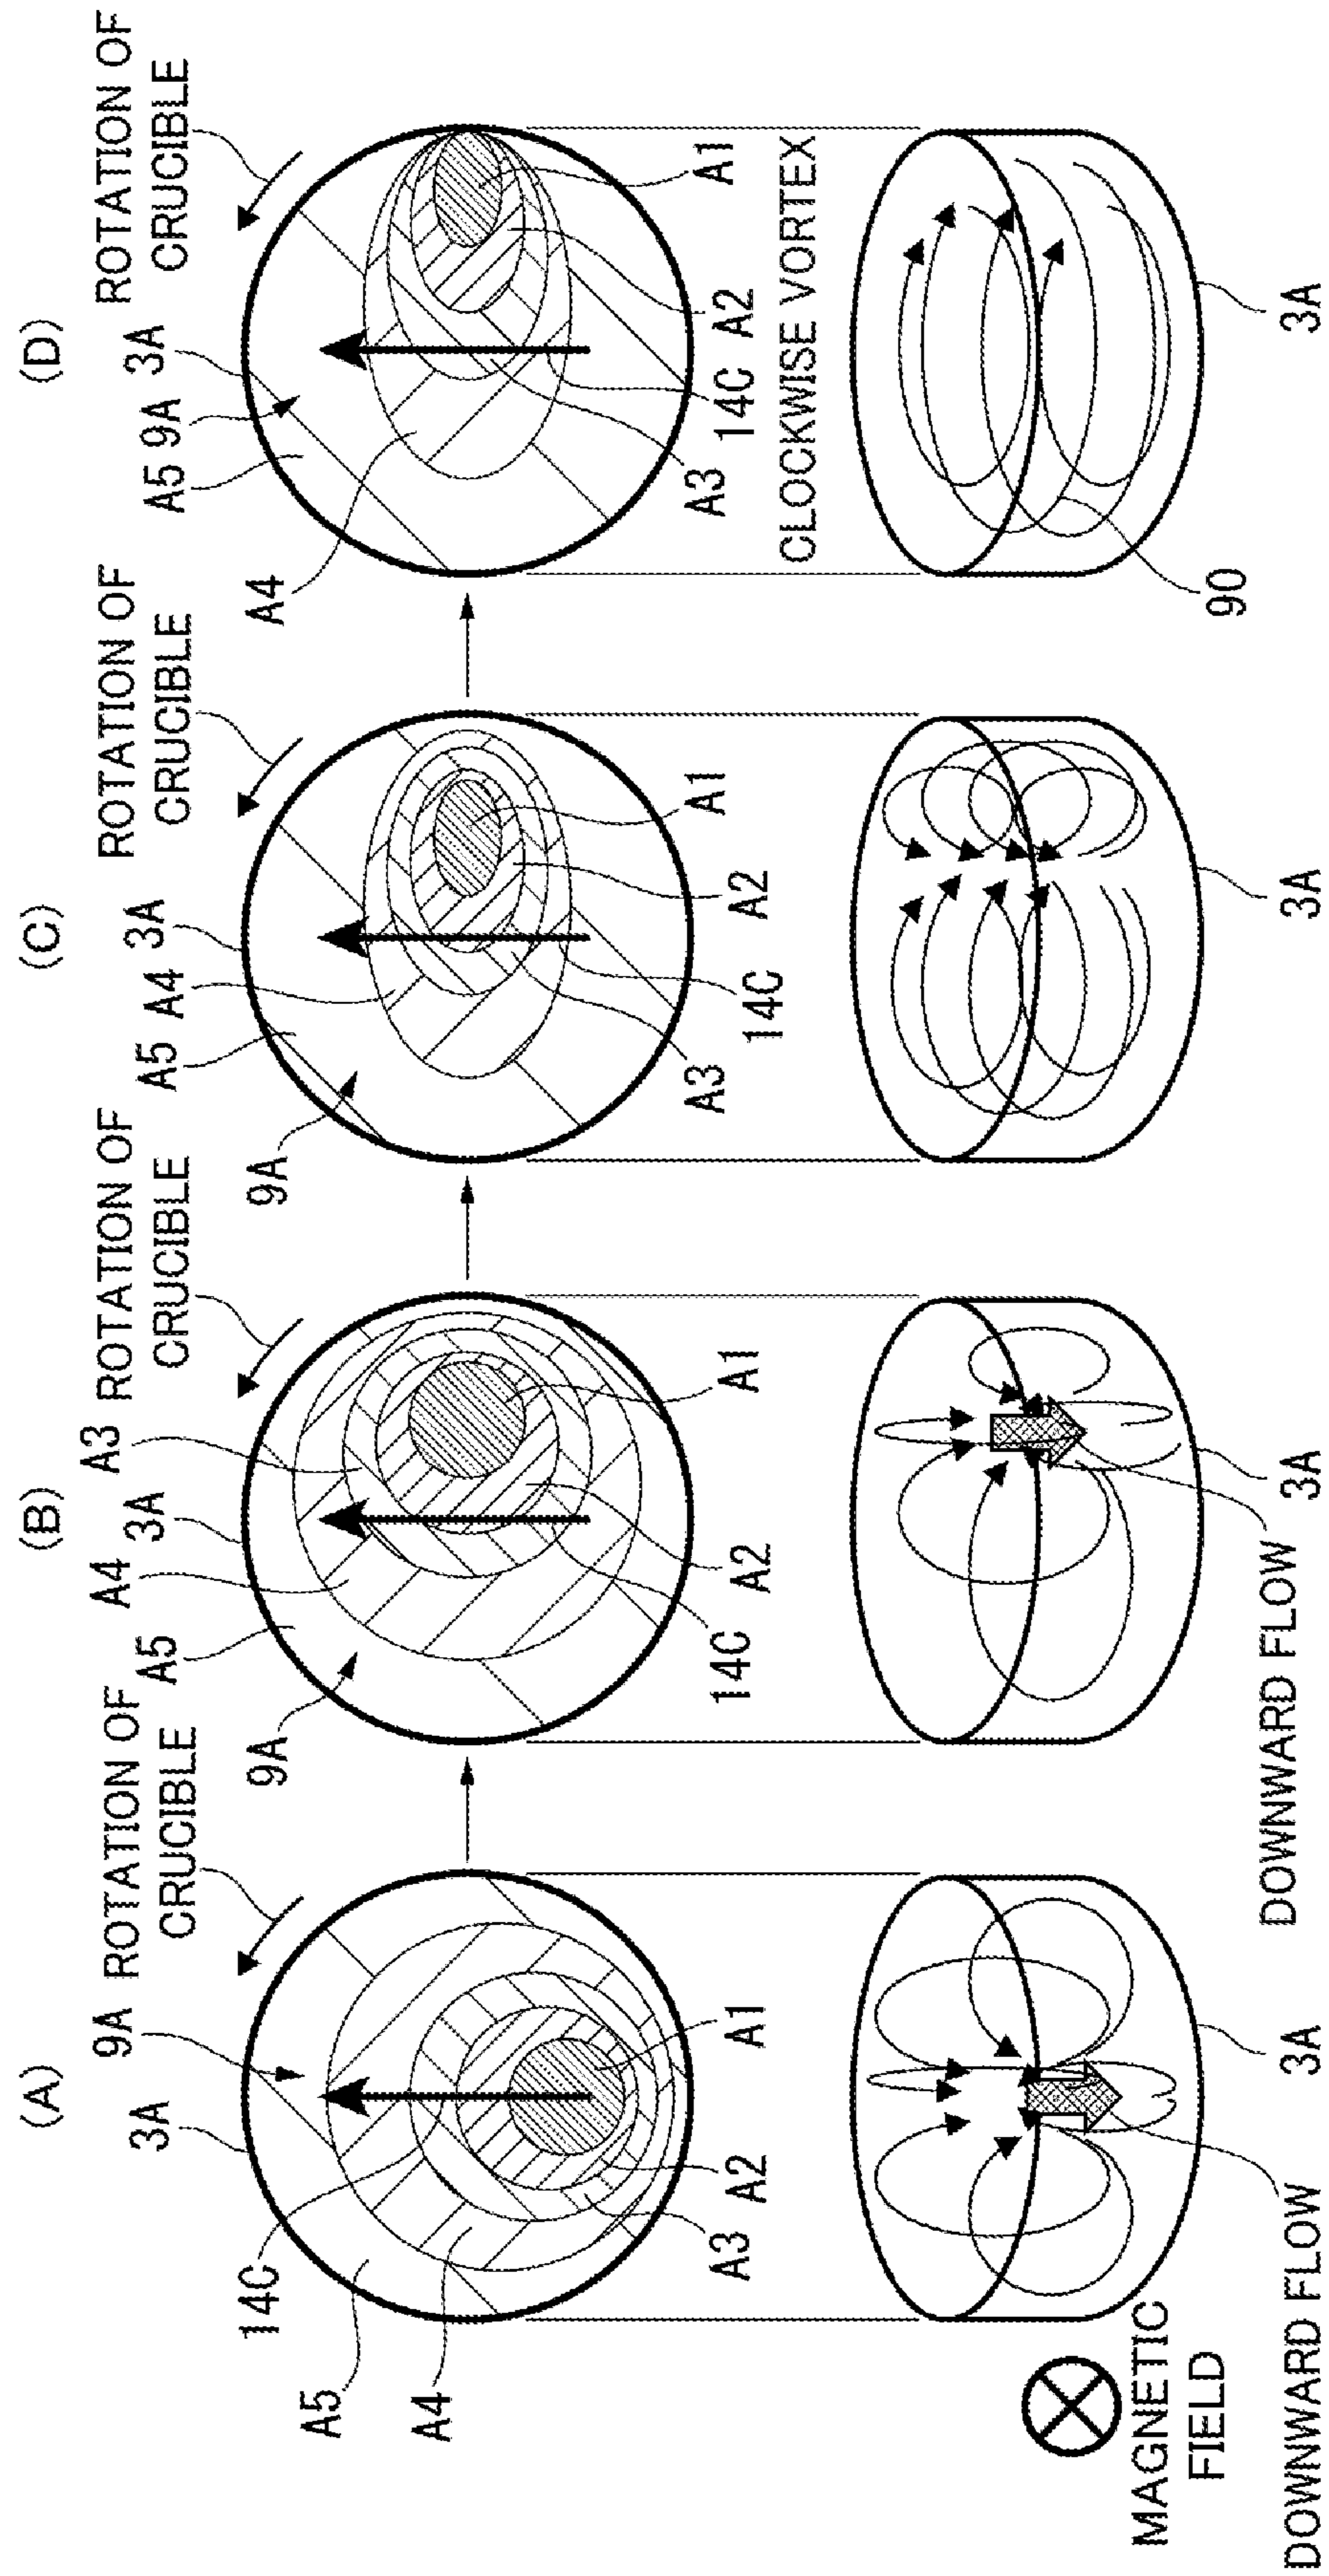 (A)
3A
9A
ROTATION OF
CRUCIBLE
14C
A5
A4
A3
A2
A1
MAGNETIC
FIELD
DOWNWARD FLOW
3A
(B)
A5
A4
3A
A3
ROTATION OF
CRUCIBLE
9A
14C
A2
A1
DOWNWARD FLOW
3A
(C)
A5
A4
3A
ROTATION OF
CRUCIBLE
9A
A3
14C
A2
A1
3A
(D)
A5
9A
3A
ROTATION OF
CRUCIBLE
A4
A3
14C
A2
A1
CLOCKWISE VORTEX
90
3A